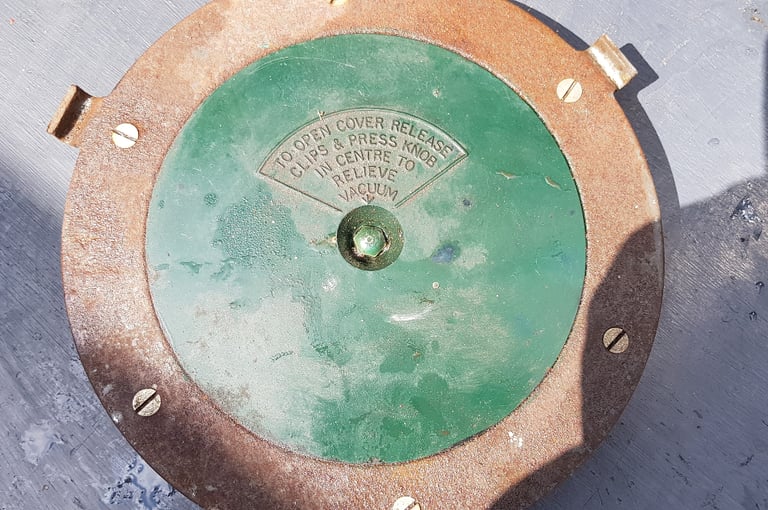 TO OPEN COVER RELEASE
CLIPS & PRESS KNOB
IN CENTRE TO
RELIEVE
VACUUM